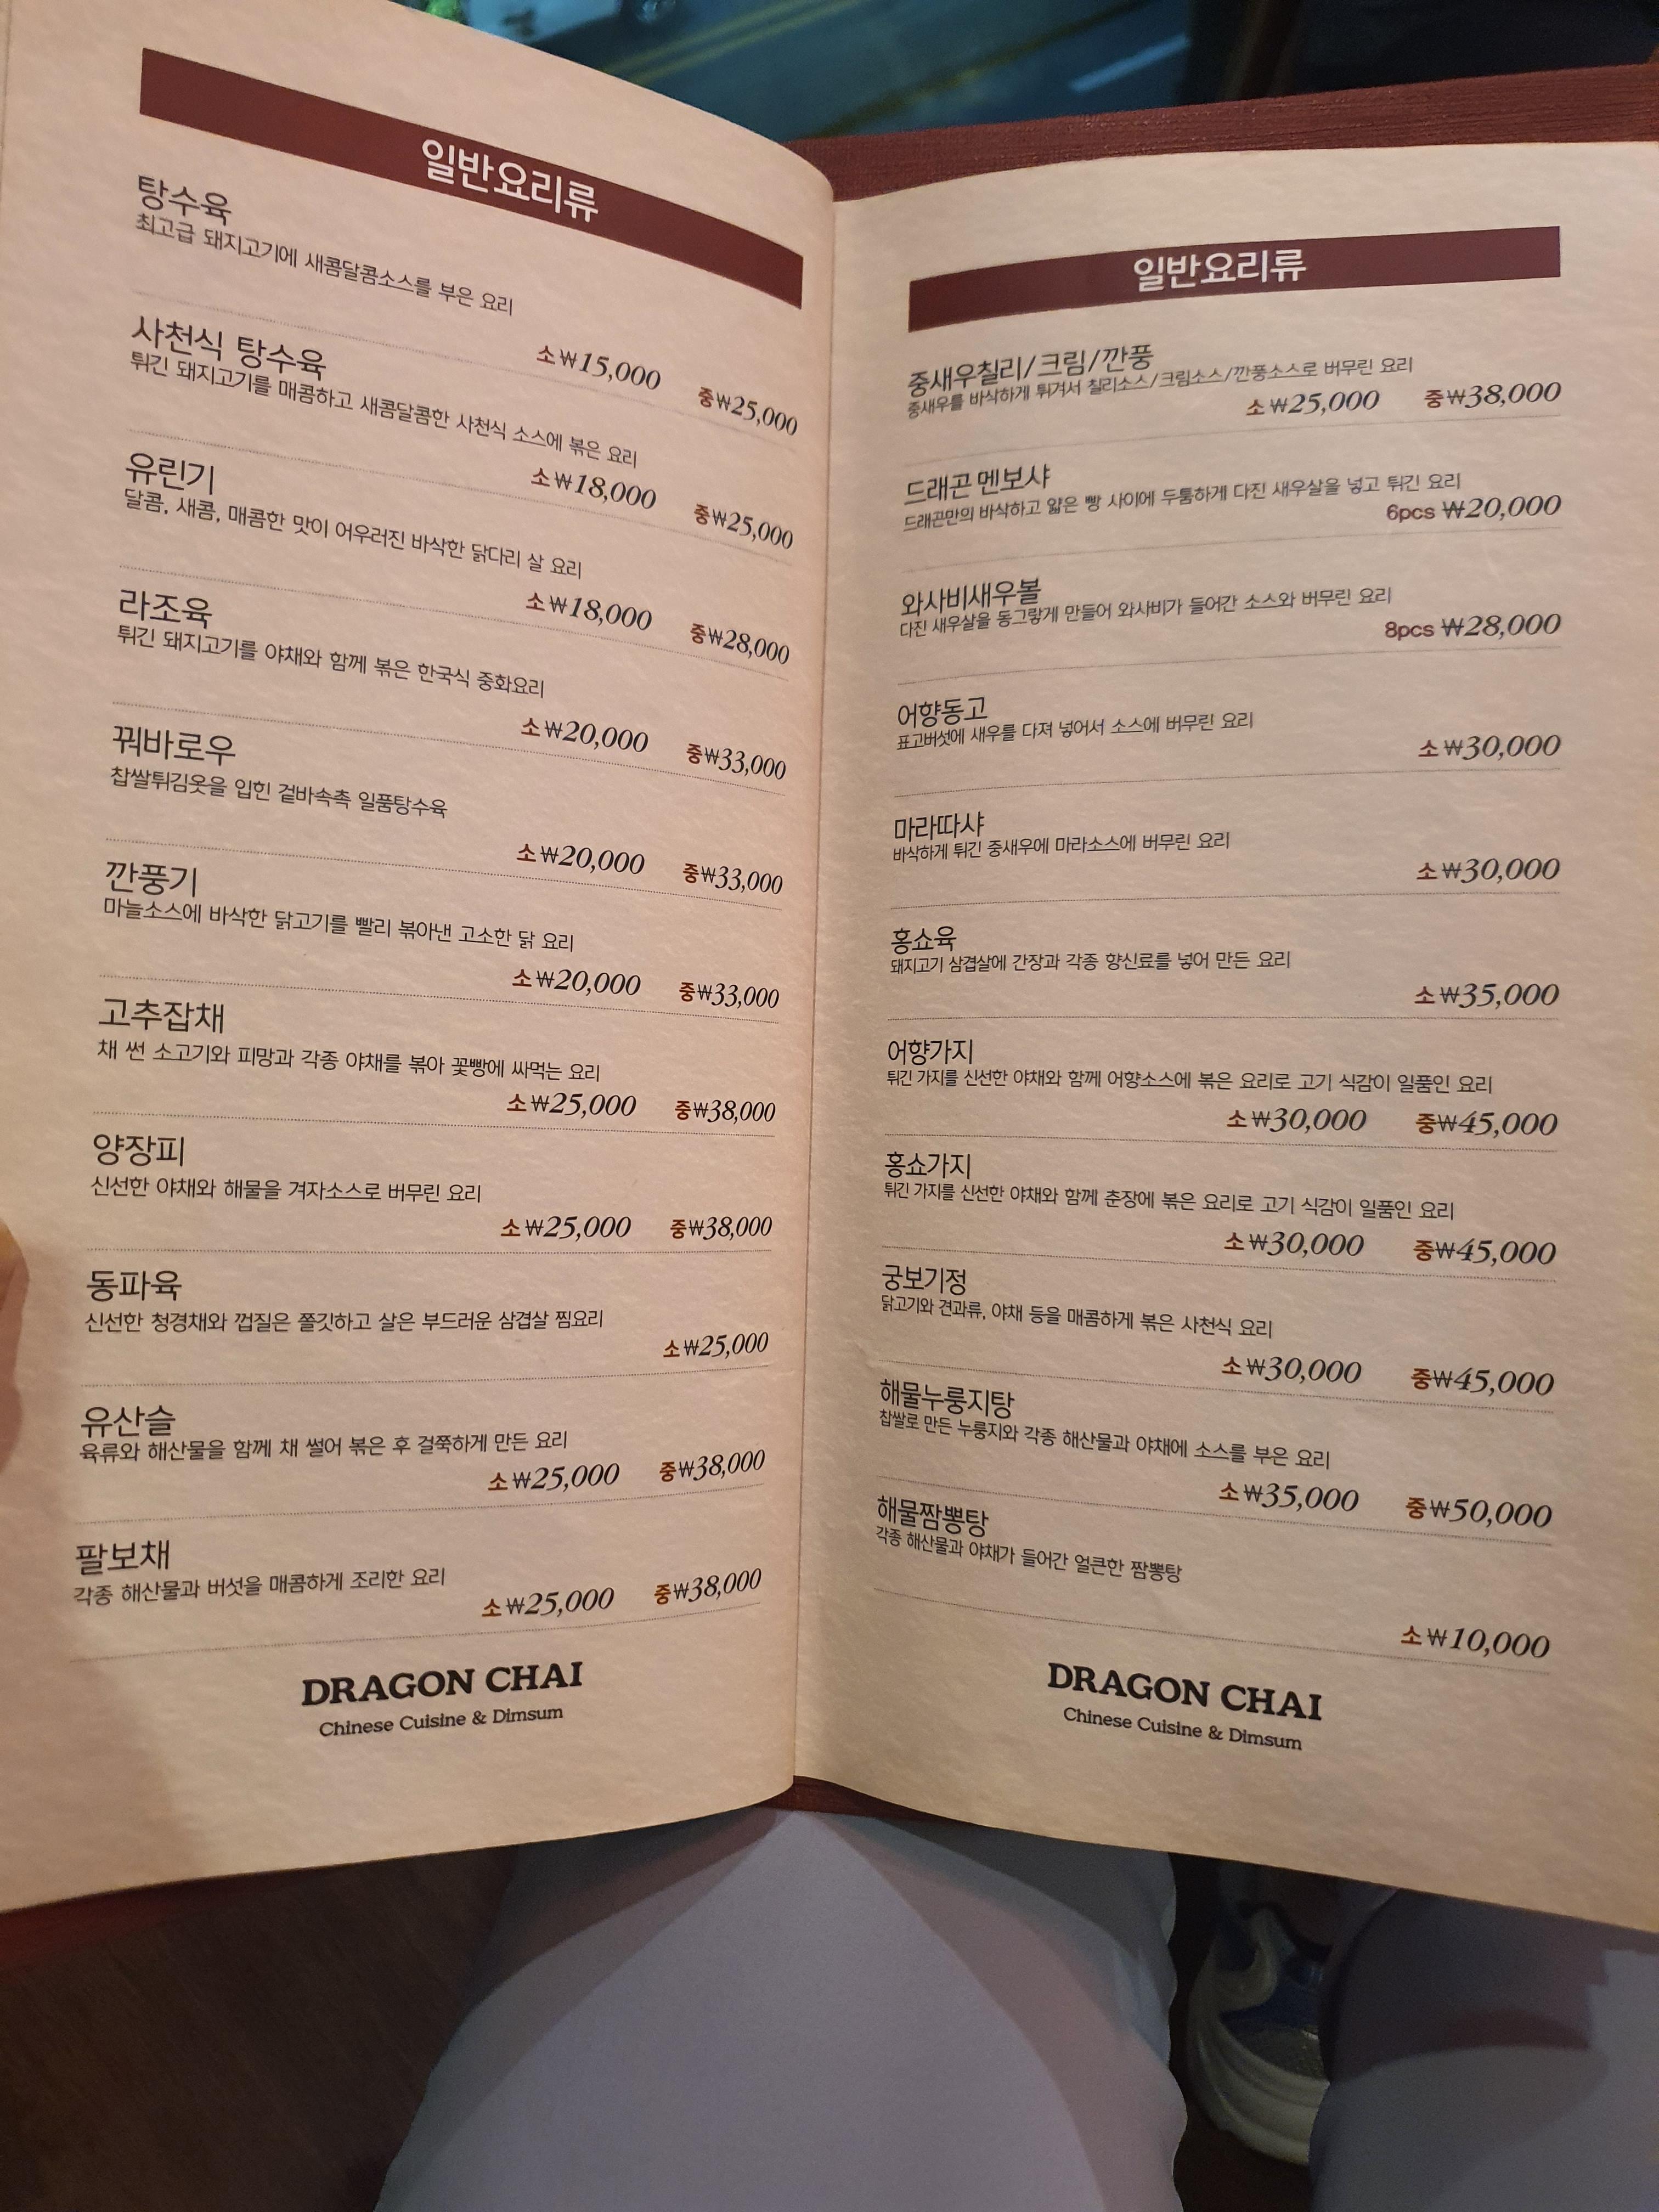 일반요리류
탕수육
최고급 돼지고기에 새콤달콤소스를 부은 요리
소 ₩15,000 중₩25,000
사천식 탕수육
튀긴 돼지고기를 매콤하고 새콤달콤한 사천식 소스에 볶은 요리
소 ₩18,000 중₩25,000
유린기
달콤, 새콤, 매콤한 맛이 어우러진 바삭한 닭다리 살 요리
소 ₩18,000 중₩28,000
라조육
튀긴 돼지고기를 야채와 함께 볶은 한국식 중화요리
소 ₩20,000 중₩33,000
꿔바로우
찹쌀튀김옷을 입힌 겉바속촉 일품탕수육
소 ₩20,000 중₩33,000
깐풍기
마늘소스에 바삭한 닭고기를 빨리 볶아낸 고소한 닭 요리
소 ₩20,000 중₩33,000
고추잡채
채 썬 소고기와 피망과 각종 야채를 볶아 꽃빵에 싸먹는 요리
소 ₩25,000 중₩38,000
양장피
신선한 야채와 해물을 겨자소스로 버무린 요리
소 ₩25,000 중₩38,000
동파육
신선한 청경채와 껍질은 쫄깃하고 살은 부드러운 삼겹살 찜요리
소 ₩25,000
유산슬
육류와 해산물을 함께 채 썰어 볶은 후 걸쭉하게 만든 요리
소 ₩25,000 중₩38,000
팔보채
각종 해산물과 버섯을 매콤하게 조리한 요리
소 ₩25,000 중₩38,000
DRAGON CHAI
Chinese Cuisine & Dimsum
일반요리류
중새우칠리/크림/깐풍
중새우를 바삭하게 튀겨서 칠리소스/크림소스/깐풍소스로 버무린 요리
소 ₩25,000 중₩38,000
드래곤 멘보샤
드래곤만의 바삭하고 얇은 빵 사이에 두툼하게 다진 새우살을 넣고 튀긴 요리
6pcs ₩20,000
와사비새우볼
다진 새우살을 동그랗게 만들어 와사비가 들어간 소스와 버무린 요리
8pcs ₩28,000
어향동고
표고버섯에 새우를 다져 넣어서 소스에 버무린 요리
소 ₩30,000
마라따샤
바삭하게 튀긴 중새우에 마라소스에 버무린 요리
소 ₩30,000
홍쇼육
돼지고기 삼겹살에 간장과 각종 향신료를 넣어 만든 요리
소 ₩35,000
어향가지
튀긴 가지를 신선한 야채와 함께 어향소스에 볶은 요리로 고기 식감이 일품인 요리
소 ₩30,000 중₩45,000
홍쇼가지
튀긴 가지를 신선한 야채와 함께 춘장에 볶은 요리로 고기 식감이 일품인 요리
소 ₩30,000 중₩45,000
궁보기정
닭고기와 견과류, 야채 등을 매콤하게 볶은 사천식 요리
소 ₩30,000 중₩45,000
해물누룽지탕
찹쌀로 만든 누룽지와 각종 해산물과 야채에 소스를 부은 요리
소 ₩35,000 중₩50,000
해물짬뽕탕
각종 해산물과 야채가 들어간 얼큰한 짬뽕탕
소 ₩10,000
DRAGON CHAI
Chinese Cuisine & Dimsum